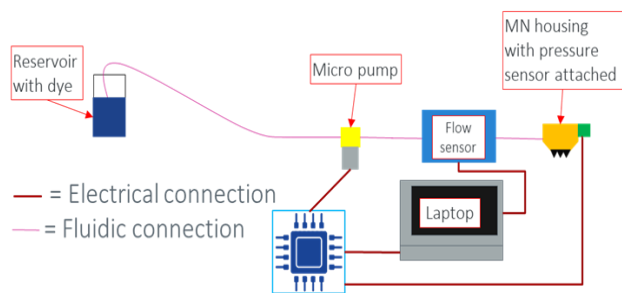 Reservoir
with dye
Micro pump
MN housing
with pressure
sensor attached
Flow
sensor
Laptop
= Electrical connection
= Fluidic connection